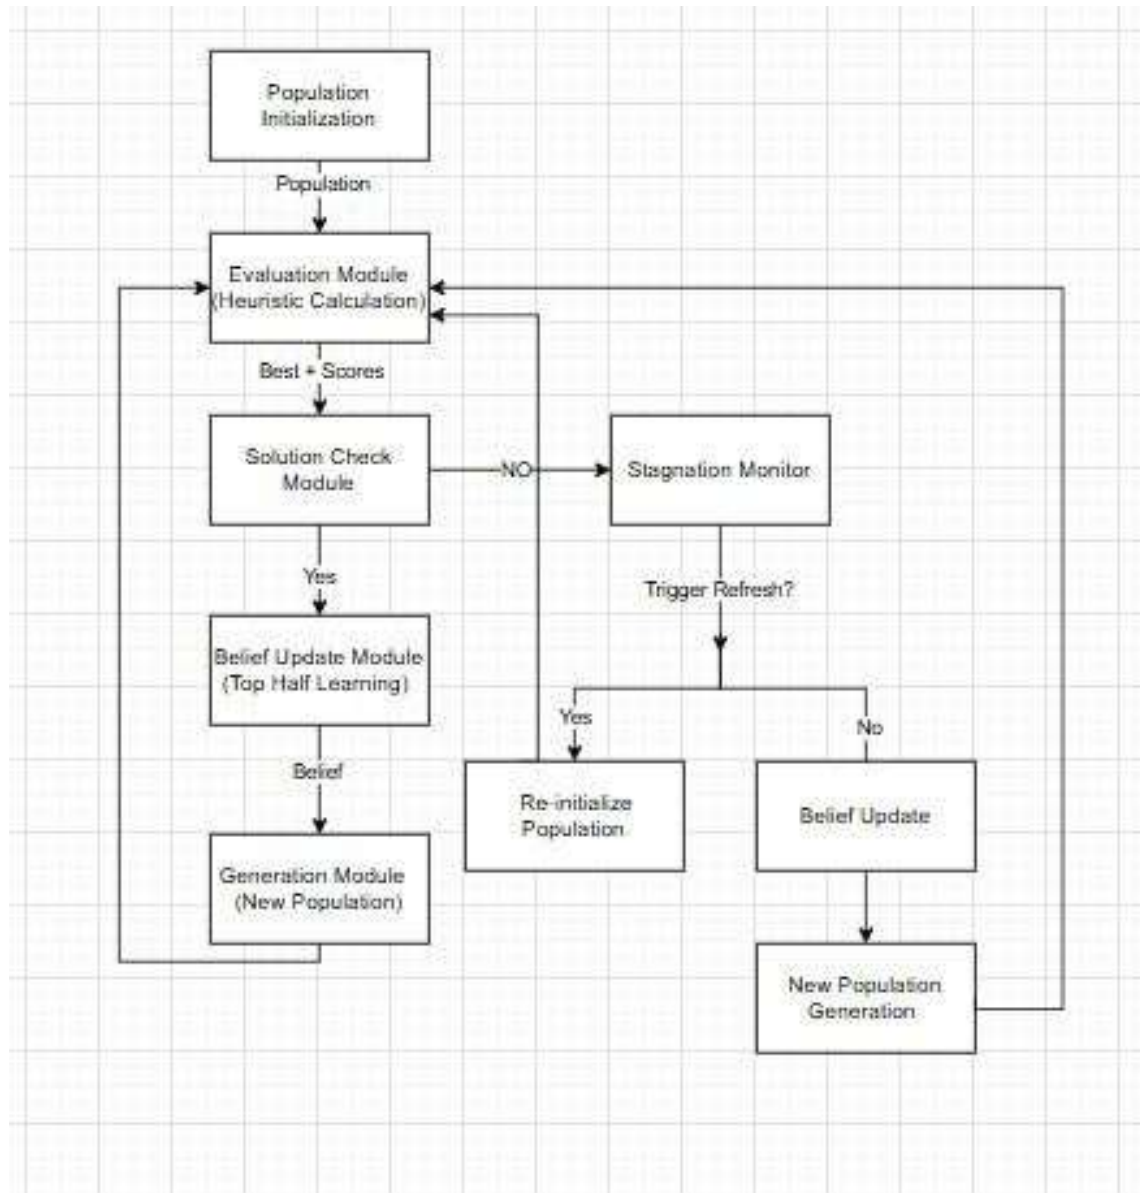 Population
Initialization
Population
Evaluation Module
(Heuristic Calculation)
Best + Scores
Solution Check
Module
NO
Stagnation Monitor
Yes
Trigger Refresh?
Belief Update Module
(Top Half Learning)
Yes
No
Belief
Re-initialize
Population
Belief Update
Generation Module
(New Population)
New Population
Generation